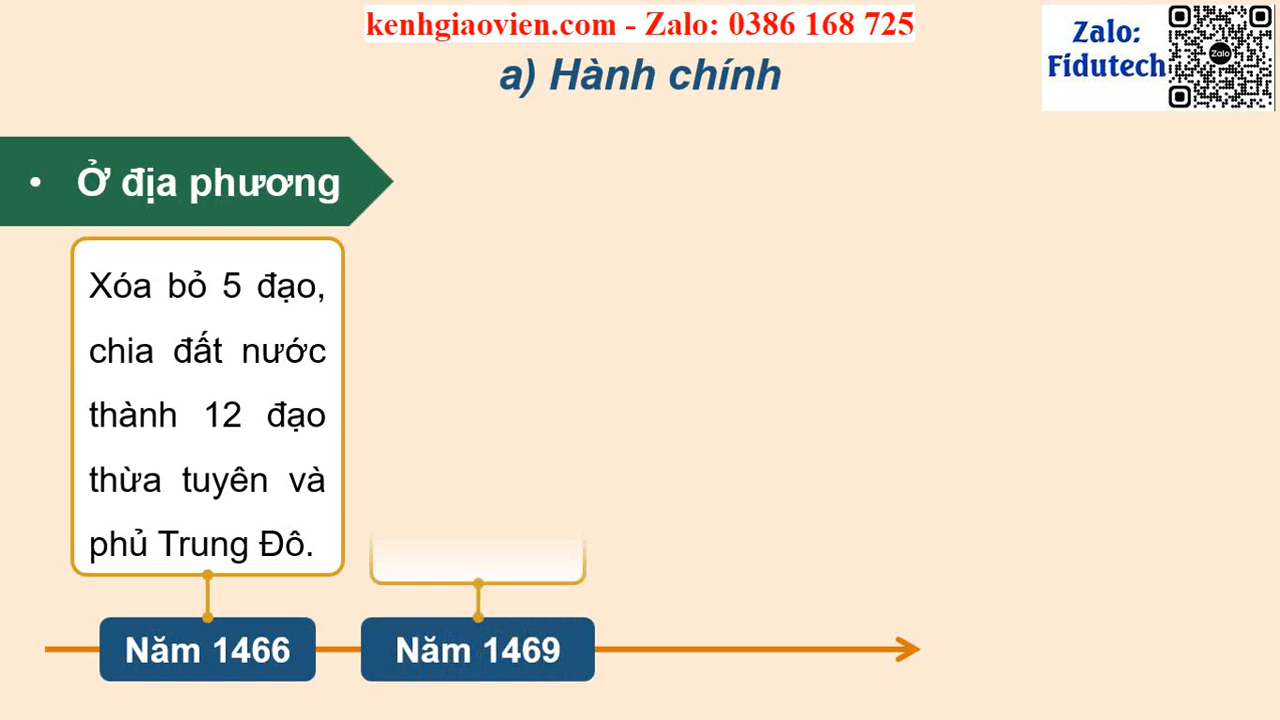 kenhgiaovien.com - Zalo: 0386 168 725
Zalo:
Fidutech
Zalo
a) Hành chính
• Ở địa phương
Xóa bỏ 5 đạo,
chia đất nước
thành 12 đạo
thừa tuyên và
phủ Trung Đô.
Năm 1466
Năm 1469